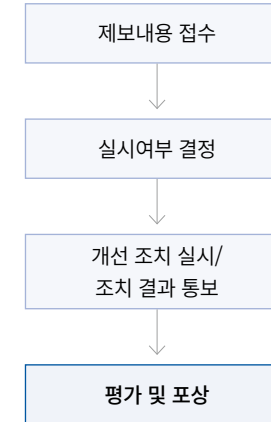 제보내용 접수
실시여부 결정
개선 조치 실시/
조치 결과 통보
평가 및 포상